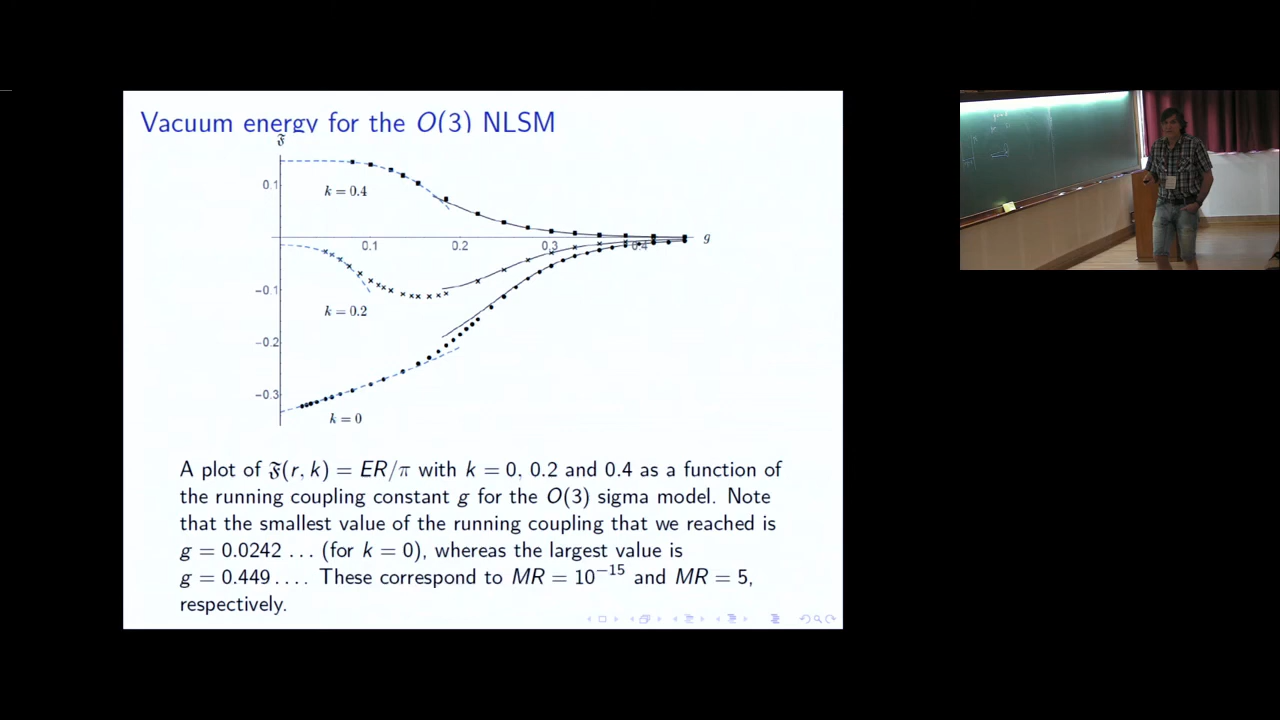 Vacuum energy for the O(3) NLSM
𝔉
0.1
k = 0.4
0.1 0.2 0.3 0.4 g
−0.1
k = 0.2
−0.2
−0.3
k = 0
A plot of 𝔉(r, k) = ER/π with k = 0, 0.2 and 0.4 as a function of
the running coupling constant g for the O(3) sigma model. Note
that the smallest value of the running coupling that we reached is
g = 0.0242 ... (for k = 0), whereas the largest value is
g = 0.449 .... These correspond to MR = 10⁻¹⁵ and MR = 5,
respectively.